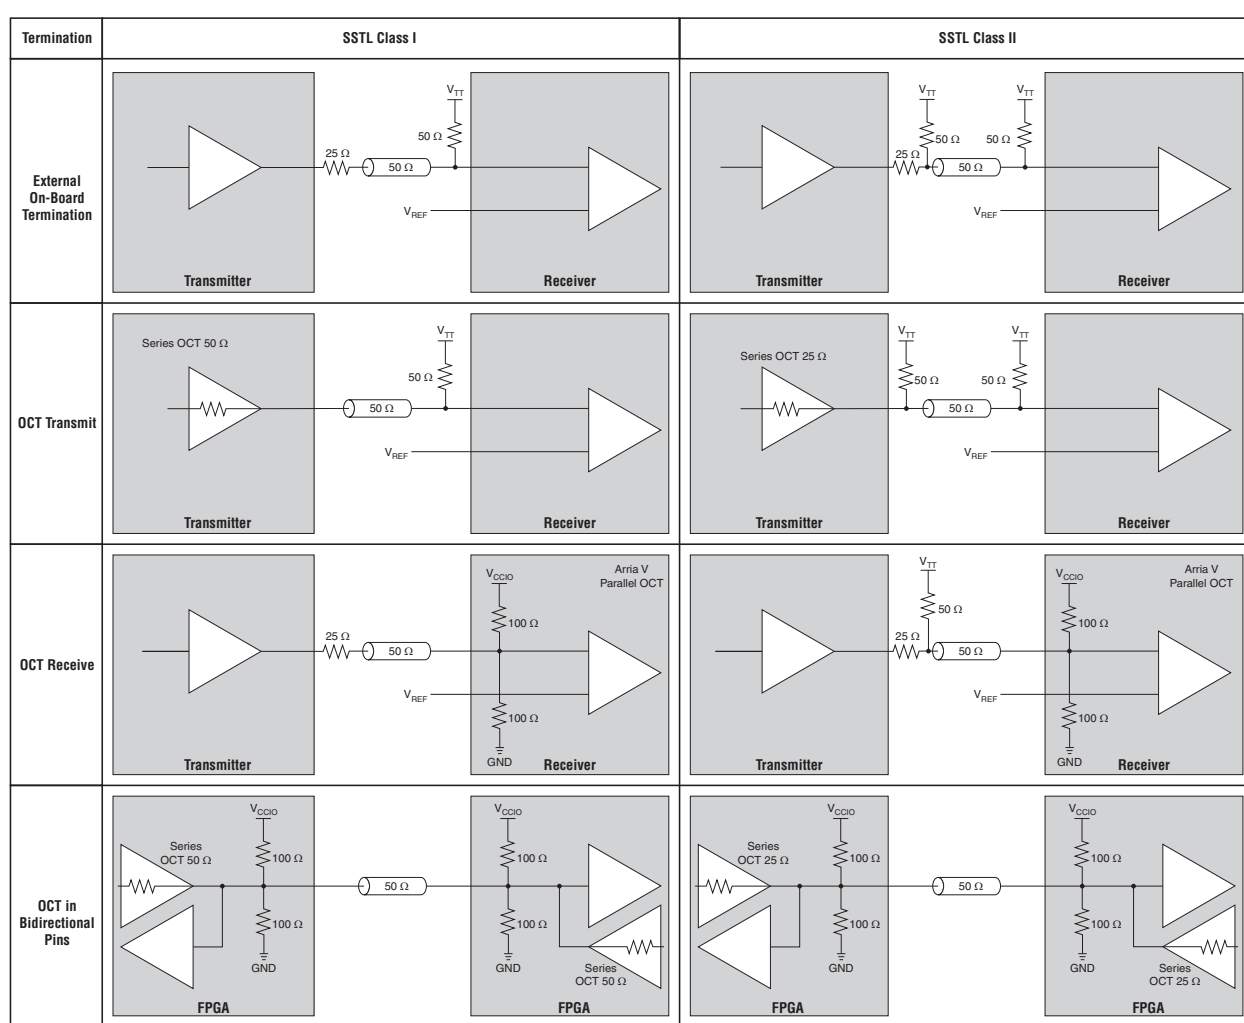 Termination
SSTL Class I
SSTL Class II
External
On-Board
Termination
V_TT
50 Ω
25 Ω
50 Ω
V_REF
Transmitter
Receiver
V_TT
V_TT
50 Ω
50 Ω
25 Ω
50 Ω
V_REF
Transmitter
Receiver
OCT Transmit
Series OCT 50 Ω
V_TT
50 Ω
50 Ω
V_REF
Transmitter
Receiver
Series OCT 25 Ω
V_TT
V_TT
50 Ω
50 Ω
50 Ω
V_REF
Transmitter
Receiver
OCT Receive
V_CCIO
Arria V
Parallel OCT
100 Ω
25 Ω
50 Ω
V_REF
100 Ω
GND
Transmitter
Receiver
V_TT
V_CCIO
Arria V
Parallel OCT
50 Ω
100 Ω
25 Ω
50 Ω
V_REF
100 Ω
GND
Transmitter
Receiver
OCT in
Bidirectional
Pins
V_CCIO
Series
OCT 50 Ω
100 Ω
50 Ω
100 Ω
GND
FPGA
V_CCIO
100 Ω
100 Ω
GND
Series
OCT 50 Ω
FPGA
V_CCIO
Series
OCT 25 Ω
100 Ω
50 Ω
100 Ω
GND
FPGA
V_CCIO
100 Ω
100 Ω
GND
Series
OCT 25 Ω
FPGA